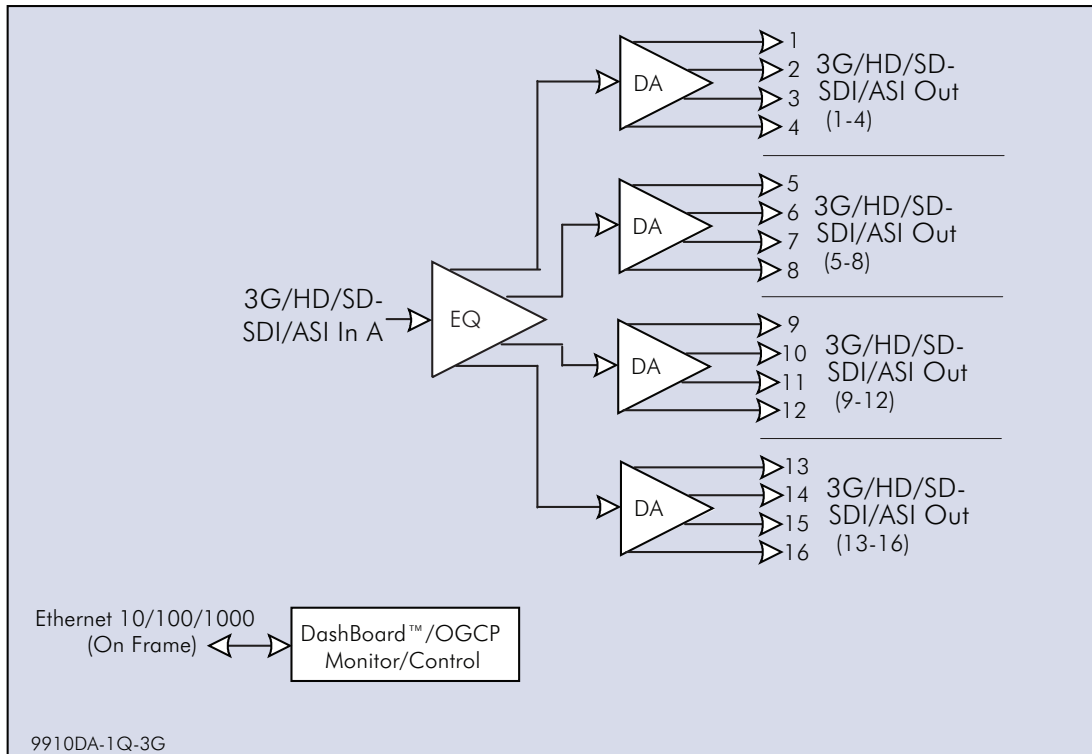 DA
1
2
3
4
3G/HD/SD-
SDI/ASI Out
(1-4)
DA
5
6
7
8
3G/HD/SD-
SDI/ASI Out
(5-8)
3G/HD/SD-
SDI/ASI In A
EQ
DA
9
10
11
12
3G/HD/SD-
SDI/ASI Out
(9-12)
DA
13
14
15
16
3G/HD/SD-
SDI/ASI Out
(13-16)
Ethernet 10/100/1000
(On Frame)
DashBoard™/OGCP
Monitor/Control
9910DA-1Q-3G